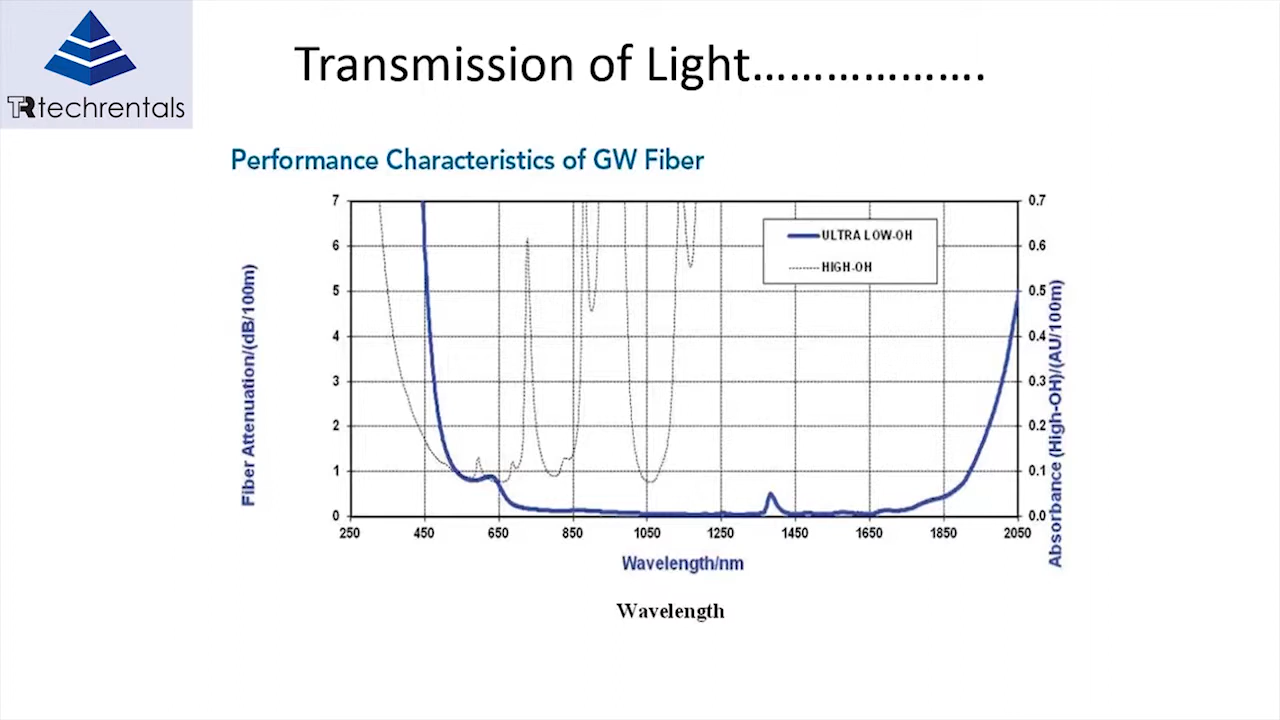 TRtechrentals
Transmission of Light……………….
Performance Characteristics of GW Fiber
Fiber Attenuation/(dB/100m)
7
6
5
4
3
2
1
0
ULTRA LOW-OH
HIGH-OH
0.7
0.6
0.5
0.4
0.3
0.2
0.1
0.0
Absorbance (High-OH)/(AU/100m)
250 450 650 850 1050 1250 1450 1650 1850 2050
Wavelength/nm
Wavelength